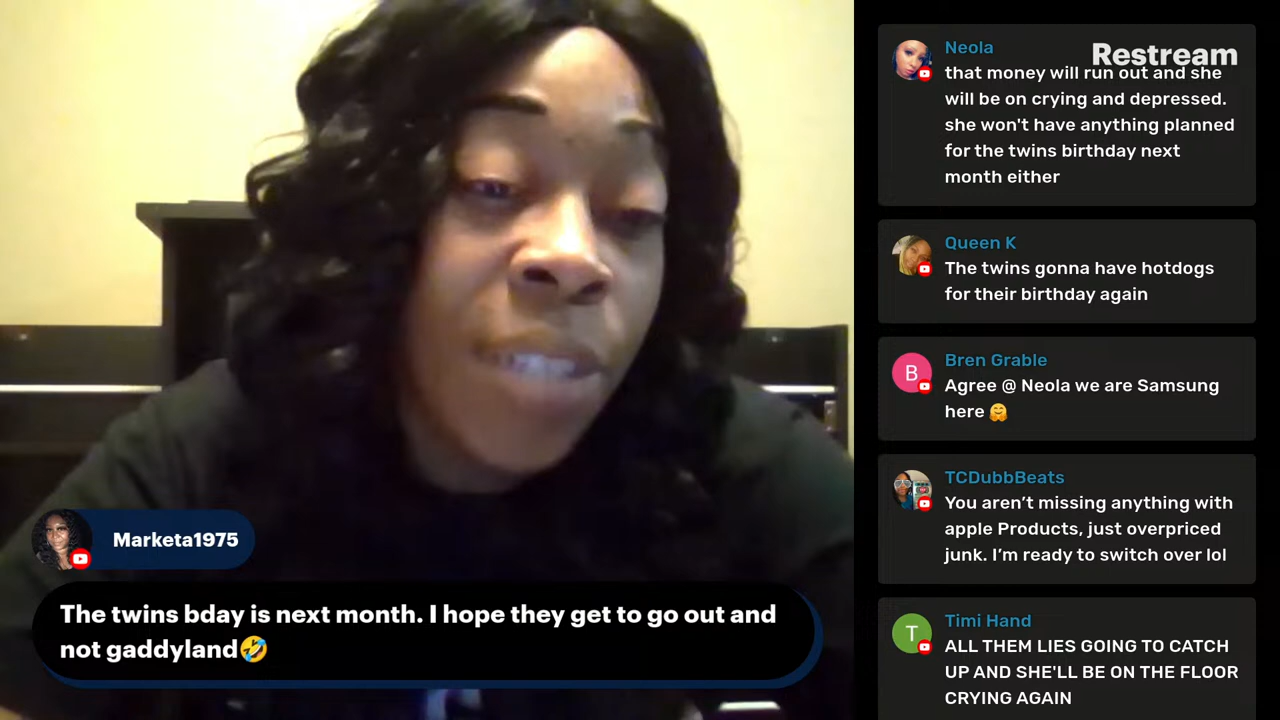 Restream
Neola
that money will run out and she
will be on crying and depressed.
she won't have anything planned
for the twins birthday next
month either
Queen K
The twins gonna have hotdogs
for their birthday again
B
Bren Grable
Agree @ Neola we are Samsung
here 🤗
TCDubbBeats
You aren’t missing anything with
apple Products, just overpriced
junk. I’m ready to switch over lol
T
Timi Hand
ALL THEM LIES GOING TO CATCH
UP AND SHE'LL BE ON THE FLOOR
CRYING AGAIN
Marketa1975
The twins bday is next month. I hope they get to go out and
not gaddyland🤣